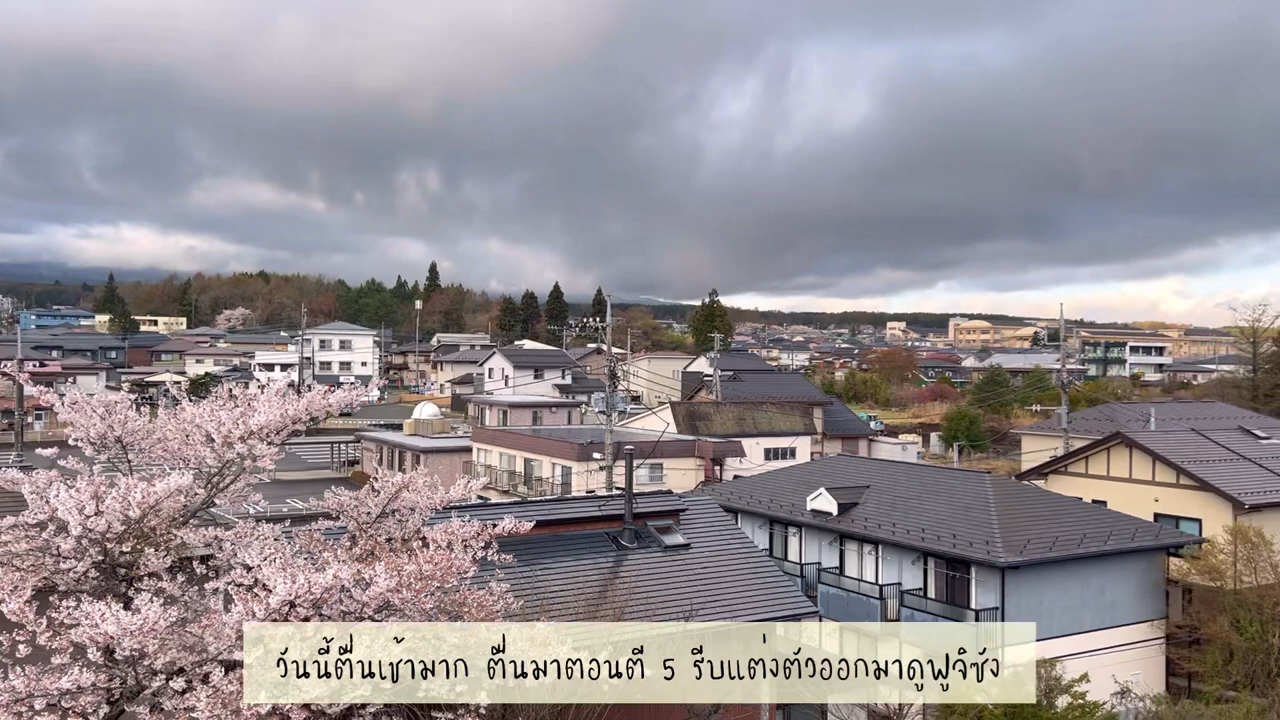 วันนี้ตื่นเช้ามาก ตื่นมาตอนตี 5 รีบแต่งตัวออกมาดูฟูจิซัง